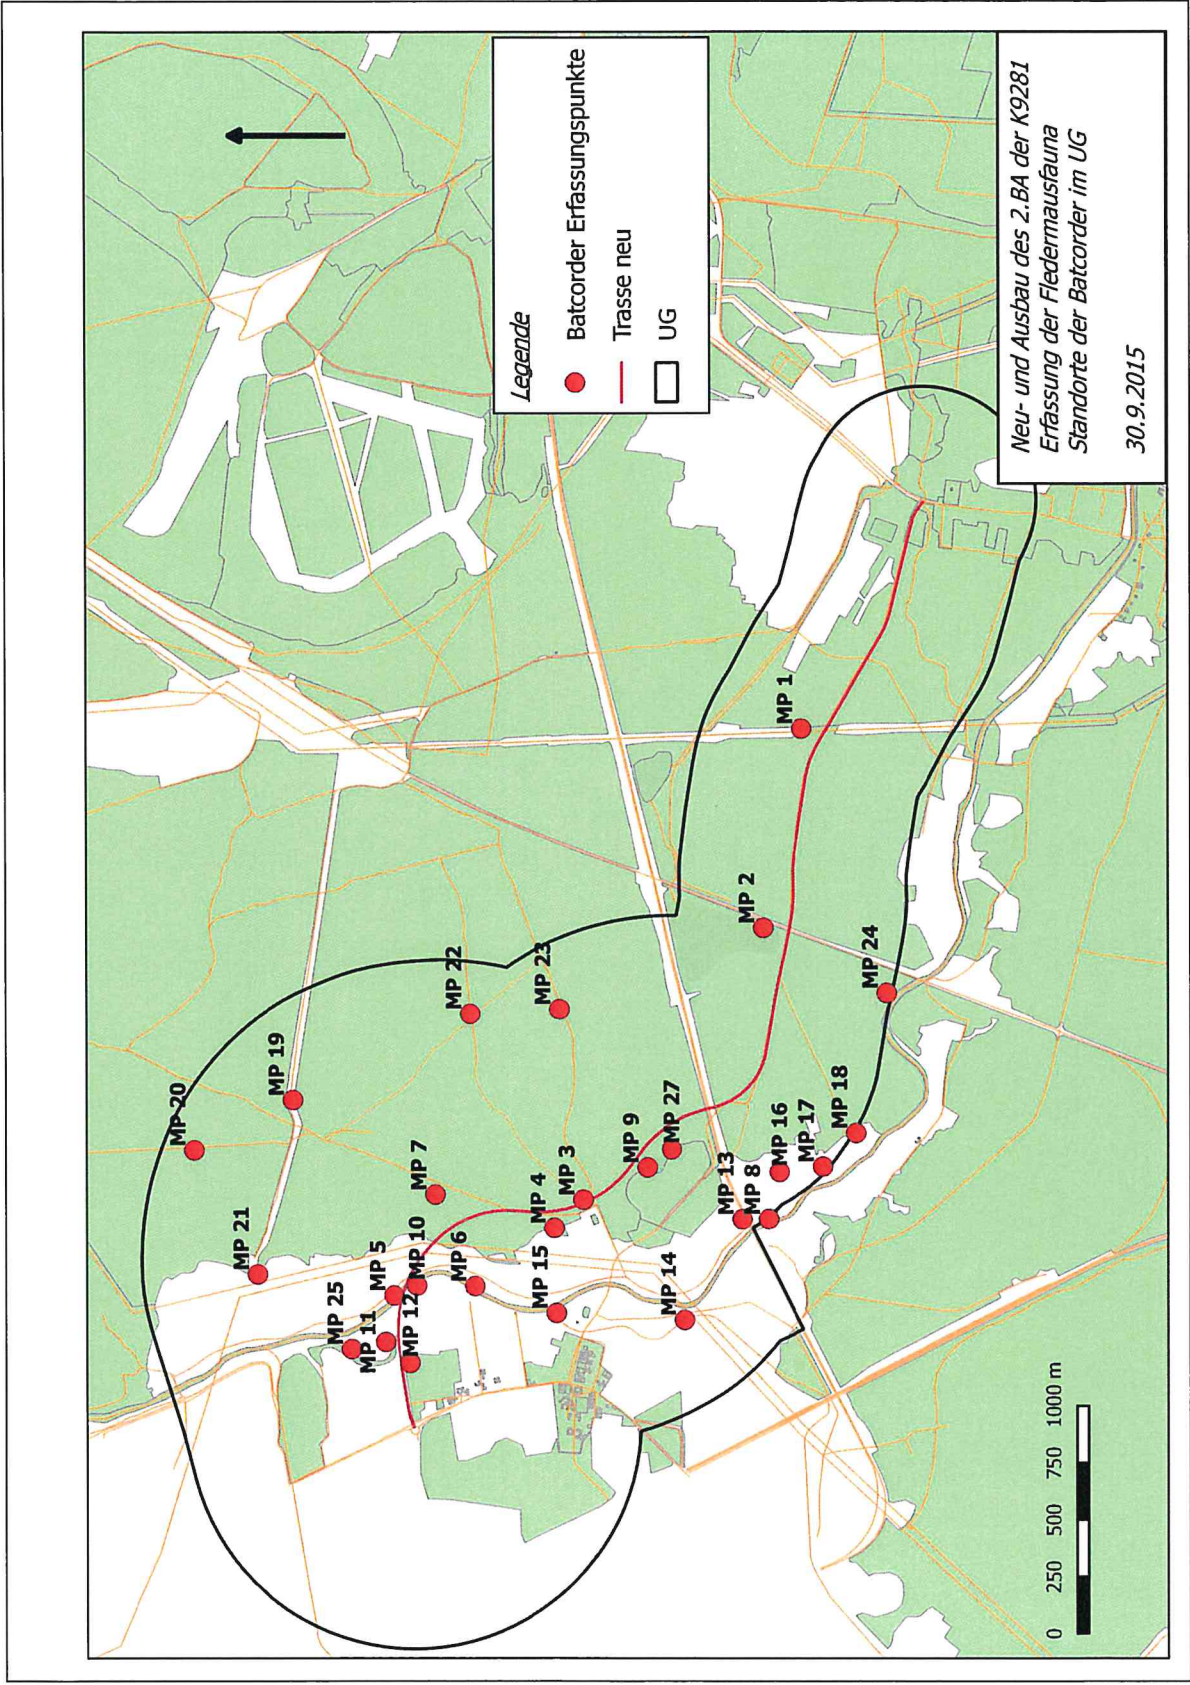 Legende
Batcorder Erfassungspunkte
Trasse neu
UG
MP 20
MP 19
MP 21
MP 22
MP 23
MP 7
MP 25
MP 5
MP 11
MP 10
MP 12
MP 6
MP 4
MP 3
MP 15
MP 9
MP 27
MP 14
MP 13
MP 8
MP 16
MP 17
MP 18
MP 24
MP 2
MP 1
0 250 500 750 1000 m
Neu- und Ausbau des 2.BA der K9281
Erfassung der Fledermausfauna
Standorte der Batcorder im UG
30.9.2015